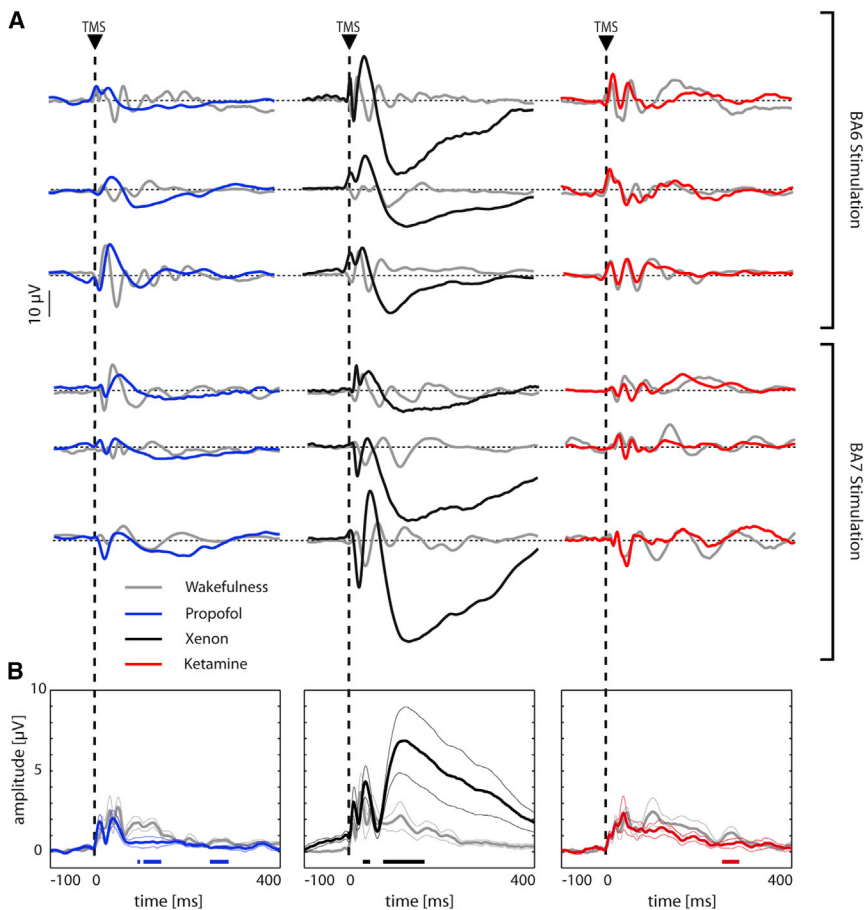 A
TMS
TMS
TMS
BA6 Stimulation
10 µV
BA7 Stimulation
Wakefulness
Propofol
Xenon
Ketamine
B
10
5
0
amplitude [µV]
-100 0 400
-100 0 400
-100 0 400
time [ms]
time [ms]
time [ms]